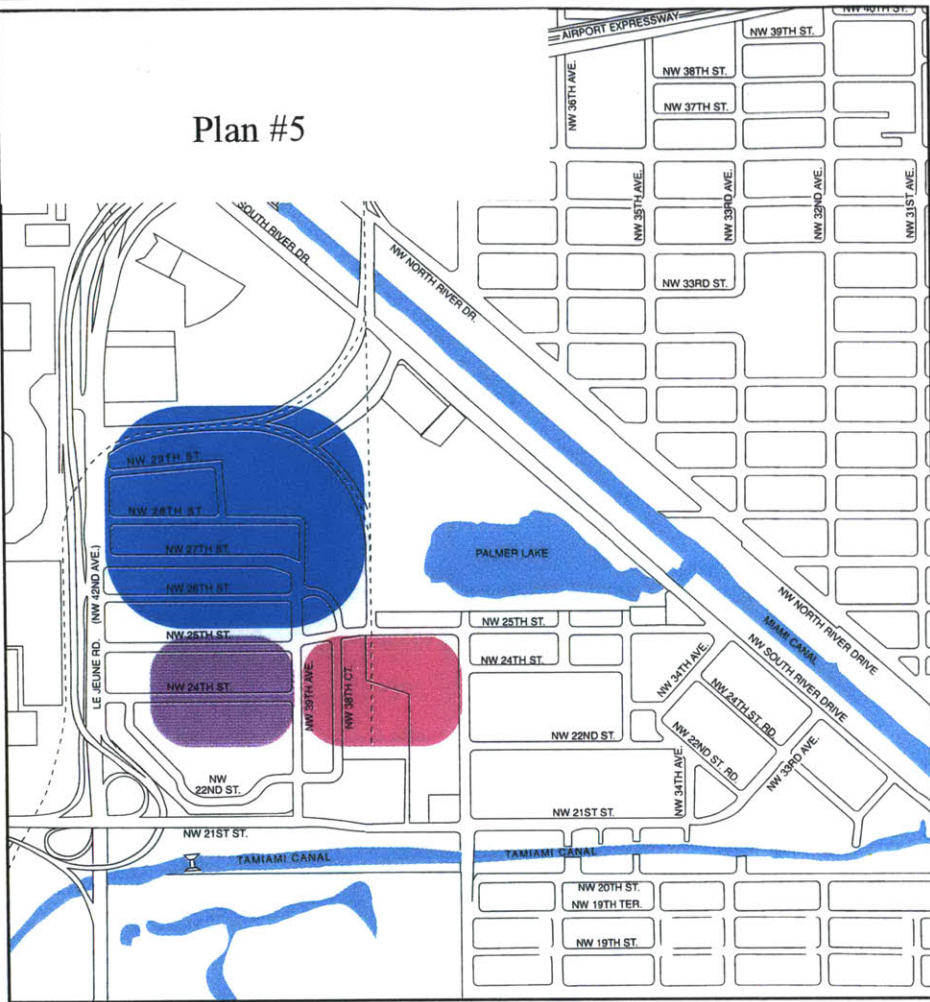 Plan #5
AIRPORT EXPRESSWAY
NW 40TH ST.
NW 39TH ST.
NW 38TH ST.
NW 37TH ST.
NW 36TH AVE.
NW 35TH AVE.
NW 33RD AVE.
NW 32ND AVE.
NW 31ST AVE.
SOUTH RIVER DR.
NW NORTH RIVER DR.
NW 33RD ST.
NW 29TH ST.
NW 28TH ST
NW 27TH ST.
NW 26TH ST.
NW 25TH ST.
NW 24TH ST.
LE JEUNE RD. (NW 42ND AVE.)
NW 39TH AVE.
NW 38TH CT.
NW
22ND ST.
PALMER LAKE
NW 25TH ST.
NW 24TH ST.
NW 22ND ST.
NW 21ST ST.
NW 34TH AVE.
NW 34TH AVE.
NW 24TH ST. RD.
NW 22ND ST. RD.
NW 33RD AVE.
NW SOUTH RIVER DRIVE
MIAMI CANAL
NW NORTH RIVER DRIVE
NW 21ST ST.
TAMIAMI CANAL
TAMIAMI CANAL
NW 20TH ST.
NW 19TH TER.
NW 19TH ST.